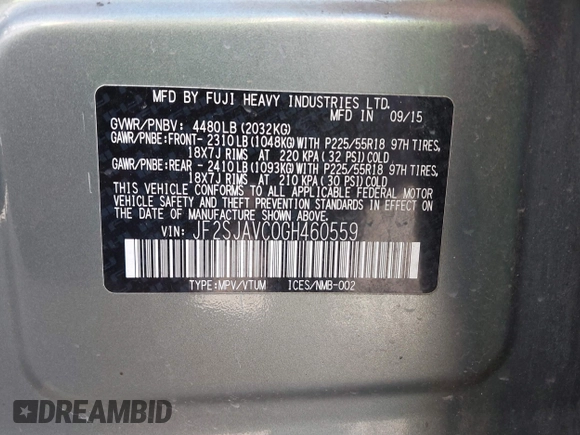 MFD BY FUJI HEAVY INDUSTRIES LTD.
MFD IN 09/15
GVWR/PNBV: 4480LB(2032KG)
GAWR/PNBE:FRONT-2310LB(1048KG)WITH P225/55R18 97H TIRES,
18X7J RIMS AT 220 KPA(32 PSI)COLD
GAWR/PNBE:REAR -2410LB(1093KG)WITH P225/55R18 97H TIRES,
18X7J RIMS AT 210 KPA(30 PSI)COLD
THIS VEHICLE CONFORMS TO ALL APPLICABLE FEDERAL MOTOR
VEHICLE SAFETY AND THEFT PREVENTION STANDARDS IN EFFECT ON
THE DATE OF MANUFACTURE SHOWN ABOVE.
VIN: JF2SJAVC0GH460559
TYPE:MPV/VTUM ICES/NMB-002
DREAMBID